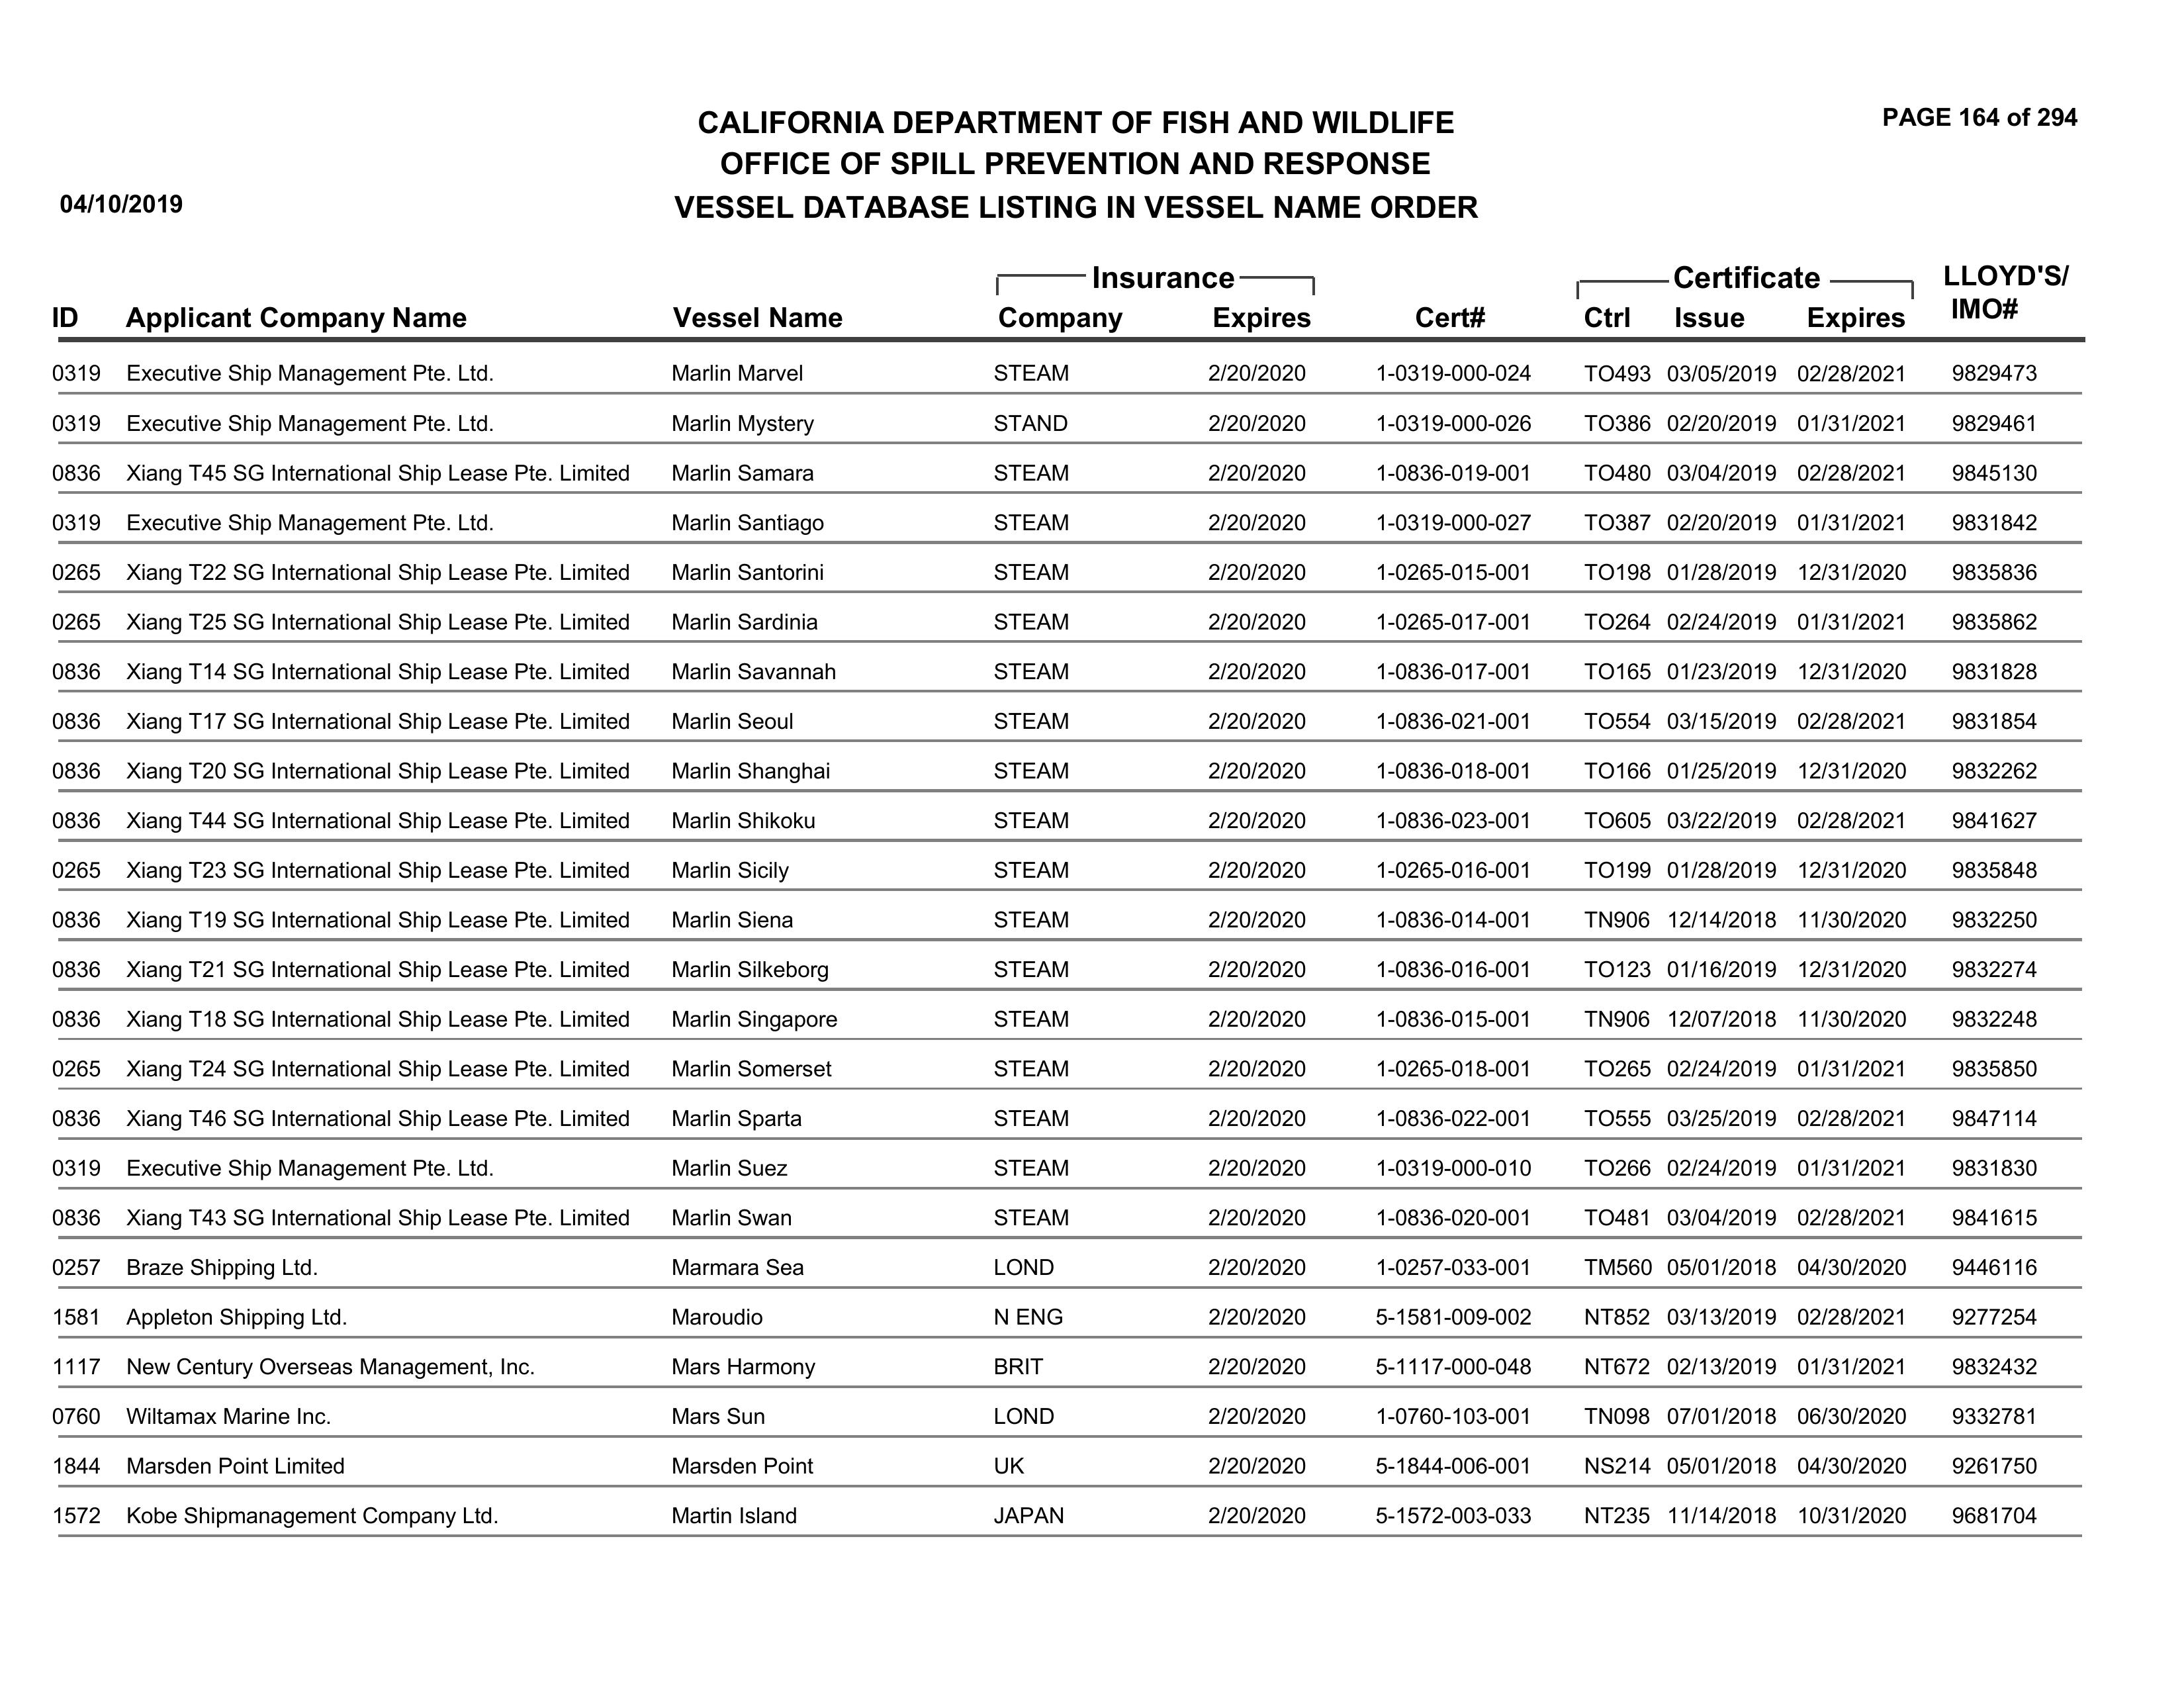 PAGE 164 of 294
CALIFORNIA DEPARTMENT OF FISH AND WILDLIFE
OFFICE OF SPILL PREVENTION AND RESPONSE
04/10/2019 VESSEL DATABASE LISTING IN VESSEL NAME ORDER
Insurance Certificate LLOYD'S/
ID Applicant Company Name Vessel Name Company Expires Cert# Ctrl Issue Expires IMO#
0319 Executive Ship Management Pte. Ltd. Marlin Marvel STEAM 2/20/2020 1-0319-000-024 TO493 03/05/2019 02/28/2021 9829473
0319 Executive Ship Management Pte. Ltd. Marlin Mystery STAND 2/20/2020 1-0319-000-026 TO386 02/20/2019 01/31/2021 9829461
0836 Xiang T45 SG International Ship Lease Pte. Limited Marlin Samara STEAM 2/20/2020 1-0836-019-001 TO480 03/04/2019 02/28/2021 9845130
0319 Executive Ship Management Pte. Ltd. Marlin Santiago STEAM 2/20/2020 1-0319-000-027 TO387 02/20/2019 01/31/2021 9831842
0265 Xiang T22 SG International Ship Lease Pte. Limited Marlin Santorini STEAM 2/20/2020 1-0265-015-001 TO198 01/28/2019 12/31/2020 9835836
0265 Xiang T25 SG International Ship Lease Pte. Limited Marlin Sardinia STEAM 2/20/2020 1-0265-017-001 TO264 02/24/2019 01/31/2021 9835862
0836 Xiang T14 SG International Ship Lease Pte. Limited Marlin Savannah STEAM 2/20/2020 1-0836-017-001 TO165 01/23/2019 12/31/2020 9831828
0836 Xiang T17 SG International Ship Lease Pte. Limited Marlin Seoul STEAM 2/20/2020 1-0836-021-001 TO554 03/15/2019 02/28/2021 9831854
0836 Xiang T20 SG International Ship Lease Pte. Limited Marlin Shanghai STEAM 2/20/2020 1-0836-018-001 TO166 01/25/2019 12/31/2020 9832262
0836 Xiang T44 SG International Ship Lease Pte. Limited Marlin Shikoku STEAM 2/20/2020 1-0836-023-001 TO605 03/22/2019 02/28/2021 9841627
0265 Xiang T23 SG International Ship Lease Pte. Limited Marlin Sicily STEAM 2/20/2020 1-0265-016-001 TO199 01/28/2019 12/31/2020 9835848
0836 Xiang T19 SG International Ship Lease Pte. Limited Marlin Siena STEAM 2/20/2020 1-0836-014-001 TN906 12/14/2018 11/30/2020 9832250
0836 Xiang T21 SG International Ship Lease Pte. Limited Marlin Silkeborg STEAM 2/20/2020 1-0836-016-001 TO123 01/16/2019 12/31/2020 9832274
0836 Xiang T18 SG International Ship Lease Pte. Limited Marlin Singapore STEAM 2/20/2020 1-0836-015-001 TN906 12/07/2018 11/30/2020 9832248
0265 Xiang T24 SG International Ship Lease Pte. Limited Marlin Somerset STEAM 2/20/2020 1-0265-018-001 TO265 02/24/2019 01/31/2021 9835850
0836 Xiang T46 SG International Ship Lease Pte. Limited Marlin Sparta STEAM 2/20/2020 1-0836-022-001 TO555 03/25/2019 02/28/2021 9847114
0319 Executive Ship Management Pte. Ltd. Marlin Suez STEAM 2/20/2020 1-0319-000-010 TO266 02/24/2019 01/31/2021 9831830
0836 Xiang T43 SG International Ship Lease Pte. Limited Marlin Swan STEAM 2/20/2020 1-0836-020-001 TO481 03/04/2019 02/28/2021 9841615
0257 Braze Shipping Ltd. Marmara Sea LOND 2/20/2020 1-0257-033-001 TM560 05/01/2018 04/30/2020 9446116
1581 Appleton Shipping Ltd. Maroudio N ENG 2/20/2020 5-1581-009-002 NT852 03/13/2019 02/28/2021 9277254
1117 New Century Overseas Management, Inc. Mars Harmony BRIT 2/20/2020 5-1117-000-048 NT672 02/13/2019 01/31/2021 9832432
0760 Wiltamax Marine Inc. Mars Sun LOND 2/20/2020 1-0760-103-001 TN098 07/01/2018 06/30/2020 9332781
1844 Marsden Point Limited Marsden Point UK 2/20/2020 5-1844-006-001 NS214 05/01/2018 04/30/2020 9261750
1572 Kobe Shipmanagement Company Ltd. Martin Island JAPAN 2/20/2020 5-1572-003-033 NT235 11/14/2018 10/31/2020 9681704